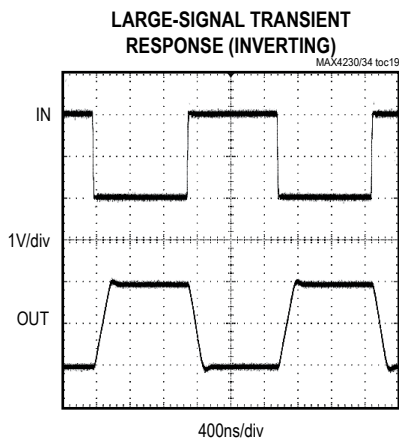 LARGE-SIGNAL TRANSIENT
RESPONSE (INVERTING)
MAX4230/34 toc19
IN
1V/div
OUT
400ns/div